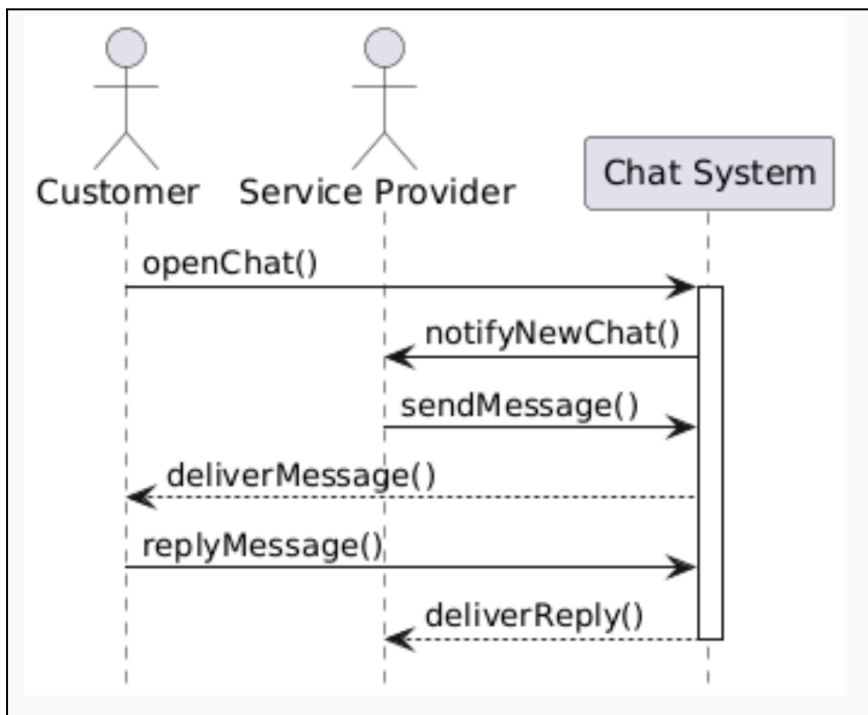 Customer
Service Provider
Chat System
openChat()
notifyNewChat()
sendMessage()
deliverMessage()
replyMessage()
deliverReply()